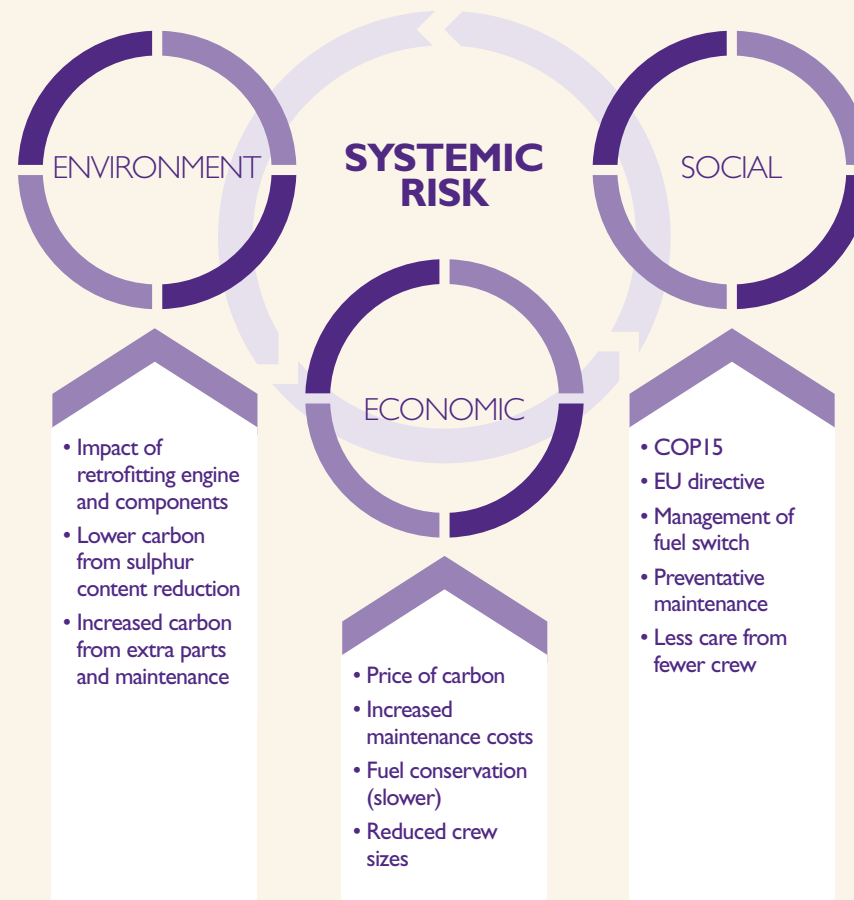 ENVIRONMENT
SYSTEMIC
RISK
SOCIAL
ECONOMIC
• Impact of
retrofitting engine
and components
• Lower carbon
from sulphur
content reduction
• Increased carbon
from extra parts
and maintenance
• Price of carbon
• Increased
maintenance costs
• Fuel conservation
(slower)
• Reduced crew
sizes
• COP15
• EU directive
• Management of
fuel switch
• Preventative
maintenance
• Less care from
fewer crew